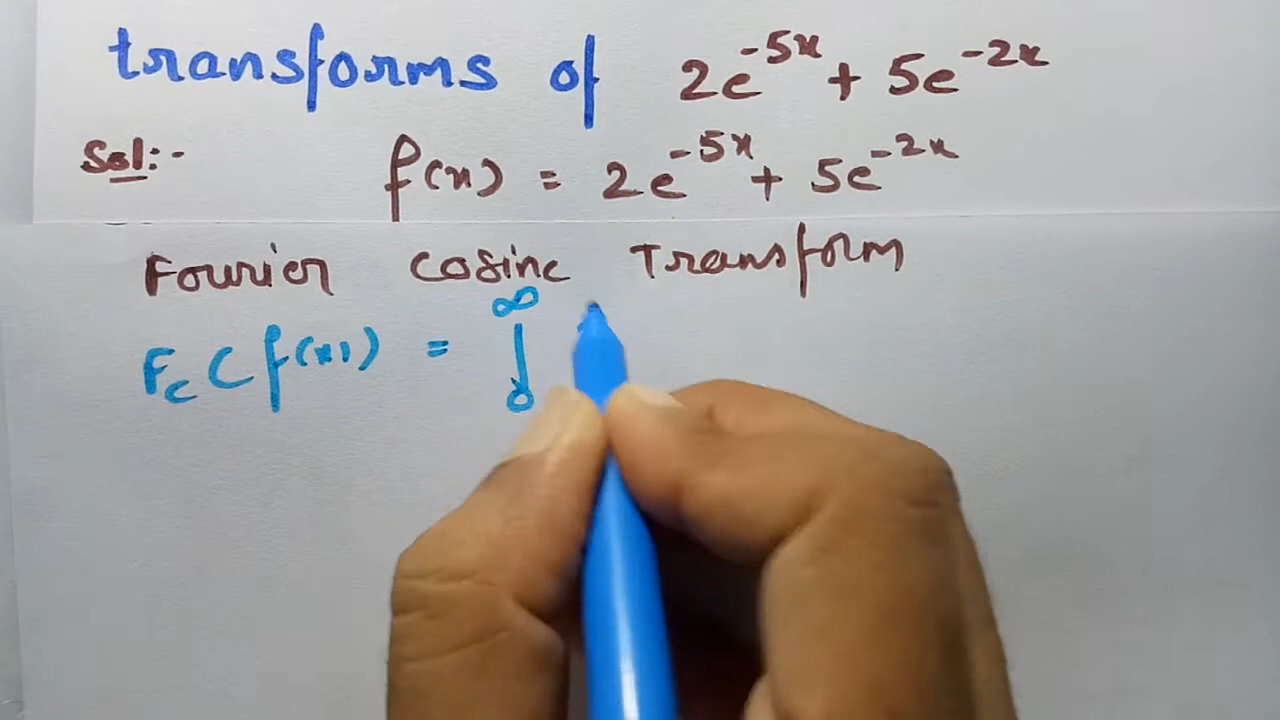 transforms of 2e^{-5x} + 5e^{-2x}
Sol:- f(x) = 2e^{-5x} + 5e^{-2x}
Fourier cosine Transform
F_c(f(x)) = ∫_0^∞